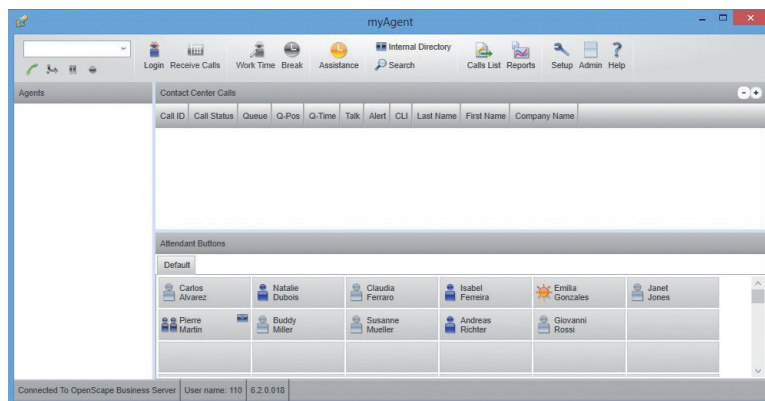 myAgent
Internal Directory
Login Receive Calls Work Time Break Assistance Search Calls List Reports Setup Admin Help
Agents
Contact Center Calls
Call ID Call Status Queue Q-Pos Q-Time Talk Alert CLI Last Name First Name Company Name
Attendant Buttons
Default
Carlos Alvarez
Natalie Dubois
Claudia Ferraro
Isabel Ferreira
Emilia Gonzales
Janet Jones
Pierre Martin
Buddy Miller
Susanne Mueller
Andreas Richter
Giovanni Rossi
Connected To OpenScape Business Server User name: 110 6.2.0.018